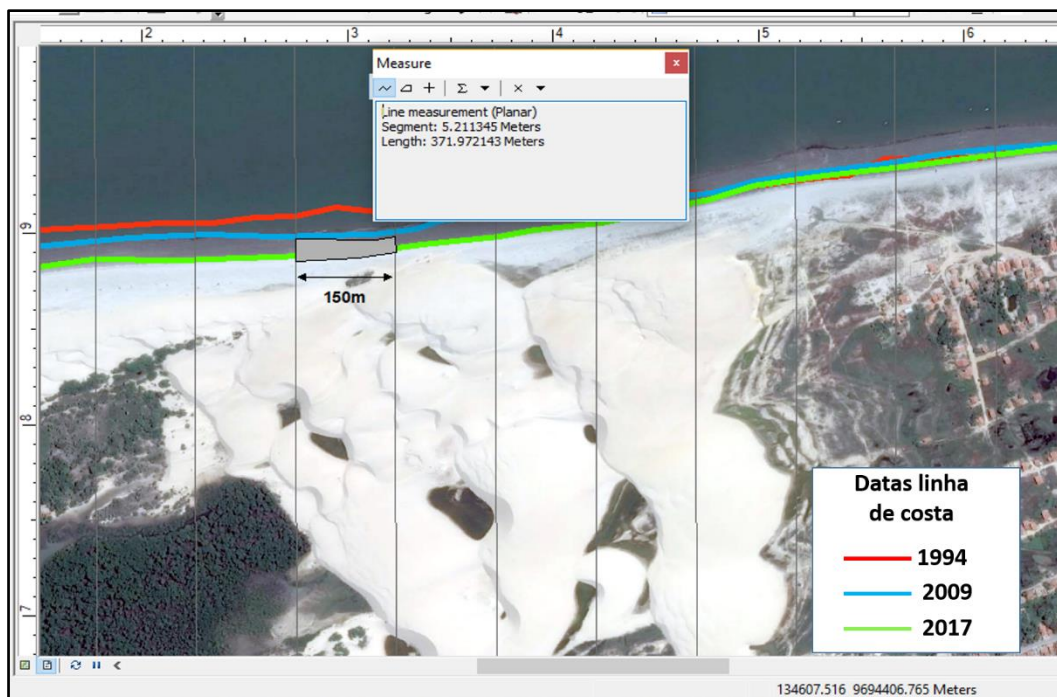 2
3
4
5
6
Measure
Σ
Line measurement (Planar)
Segment: 5.211345 Meters
Length: 371.972143 Meters
9
150m
8
7
Datas linha
de costa
1994
2009
2017
134607.516 9694406.765 Meters